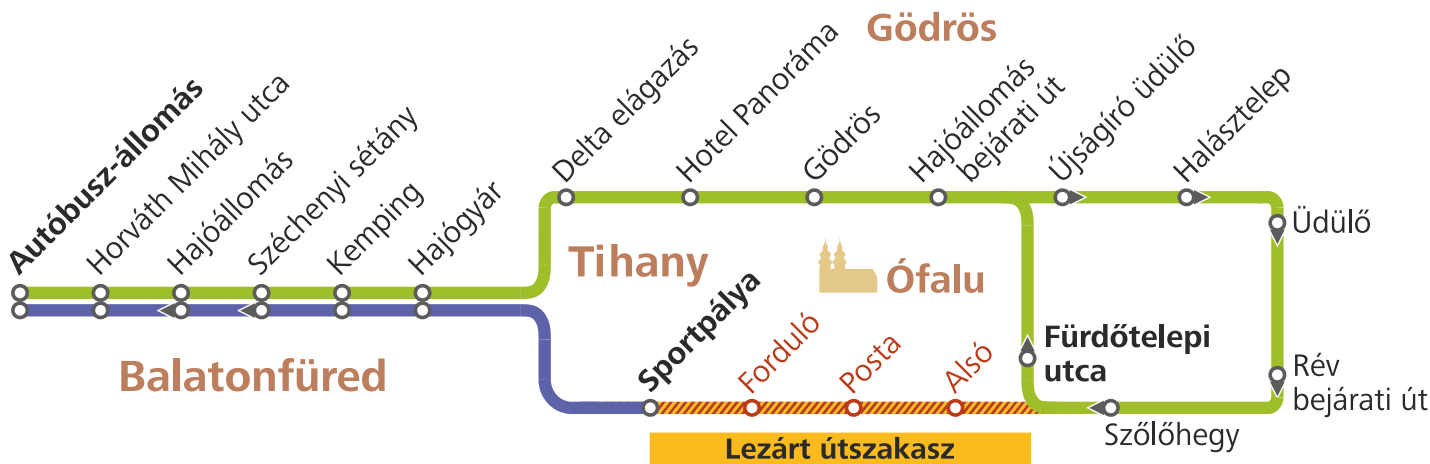 Gödrös
Autóbusz-állomás
Horváth Mihály utca
Hajóállomás
Széchenyi sétány
Kemping
Hajógyár
Delta elágazás
Hotel Panoráma
Gödrös
Hajóállomás
bejárati út
Újságíró üdülő
Halásztelep
Üdülő
Tihany
Ófalu
Balatonfüred
Sportpálya
Forduló
Posta
Alsó
Fürdőtelepi
utca
Rév
bejárati út
Szőlőhegy
Lezárt útszakasz